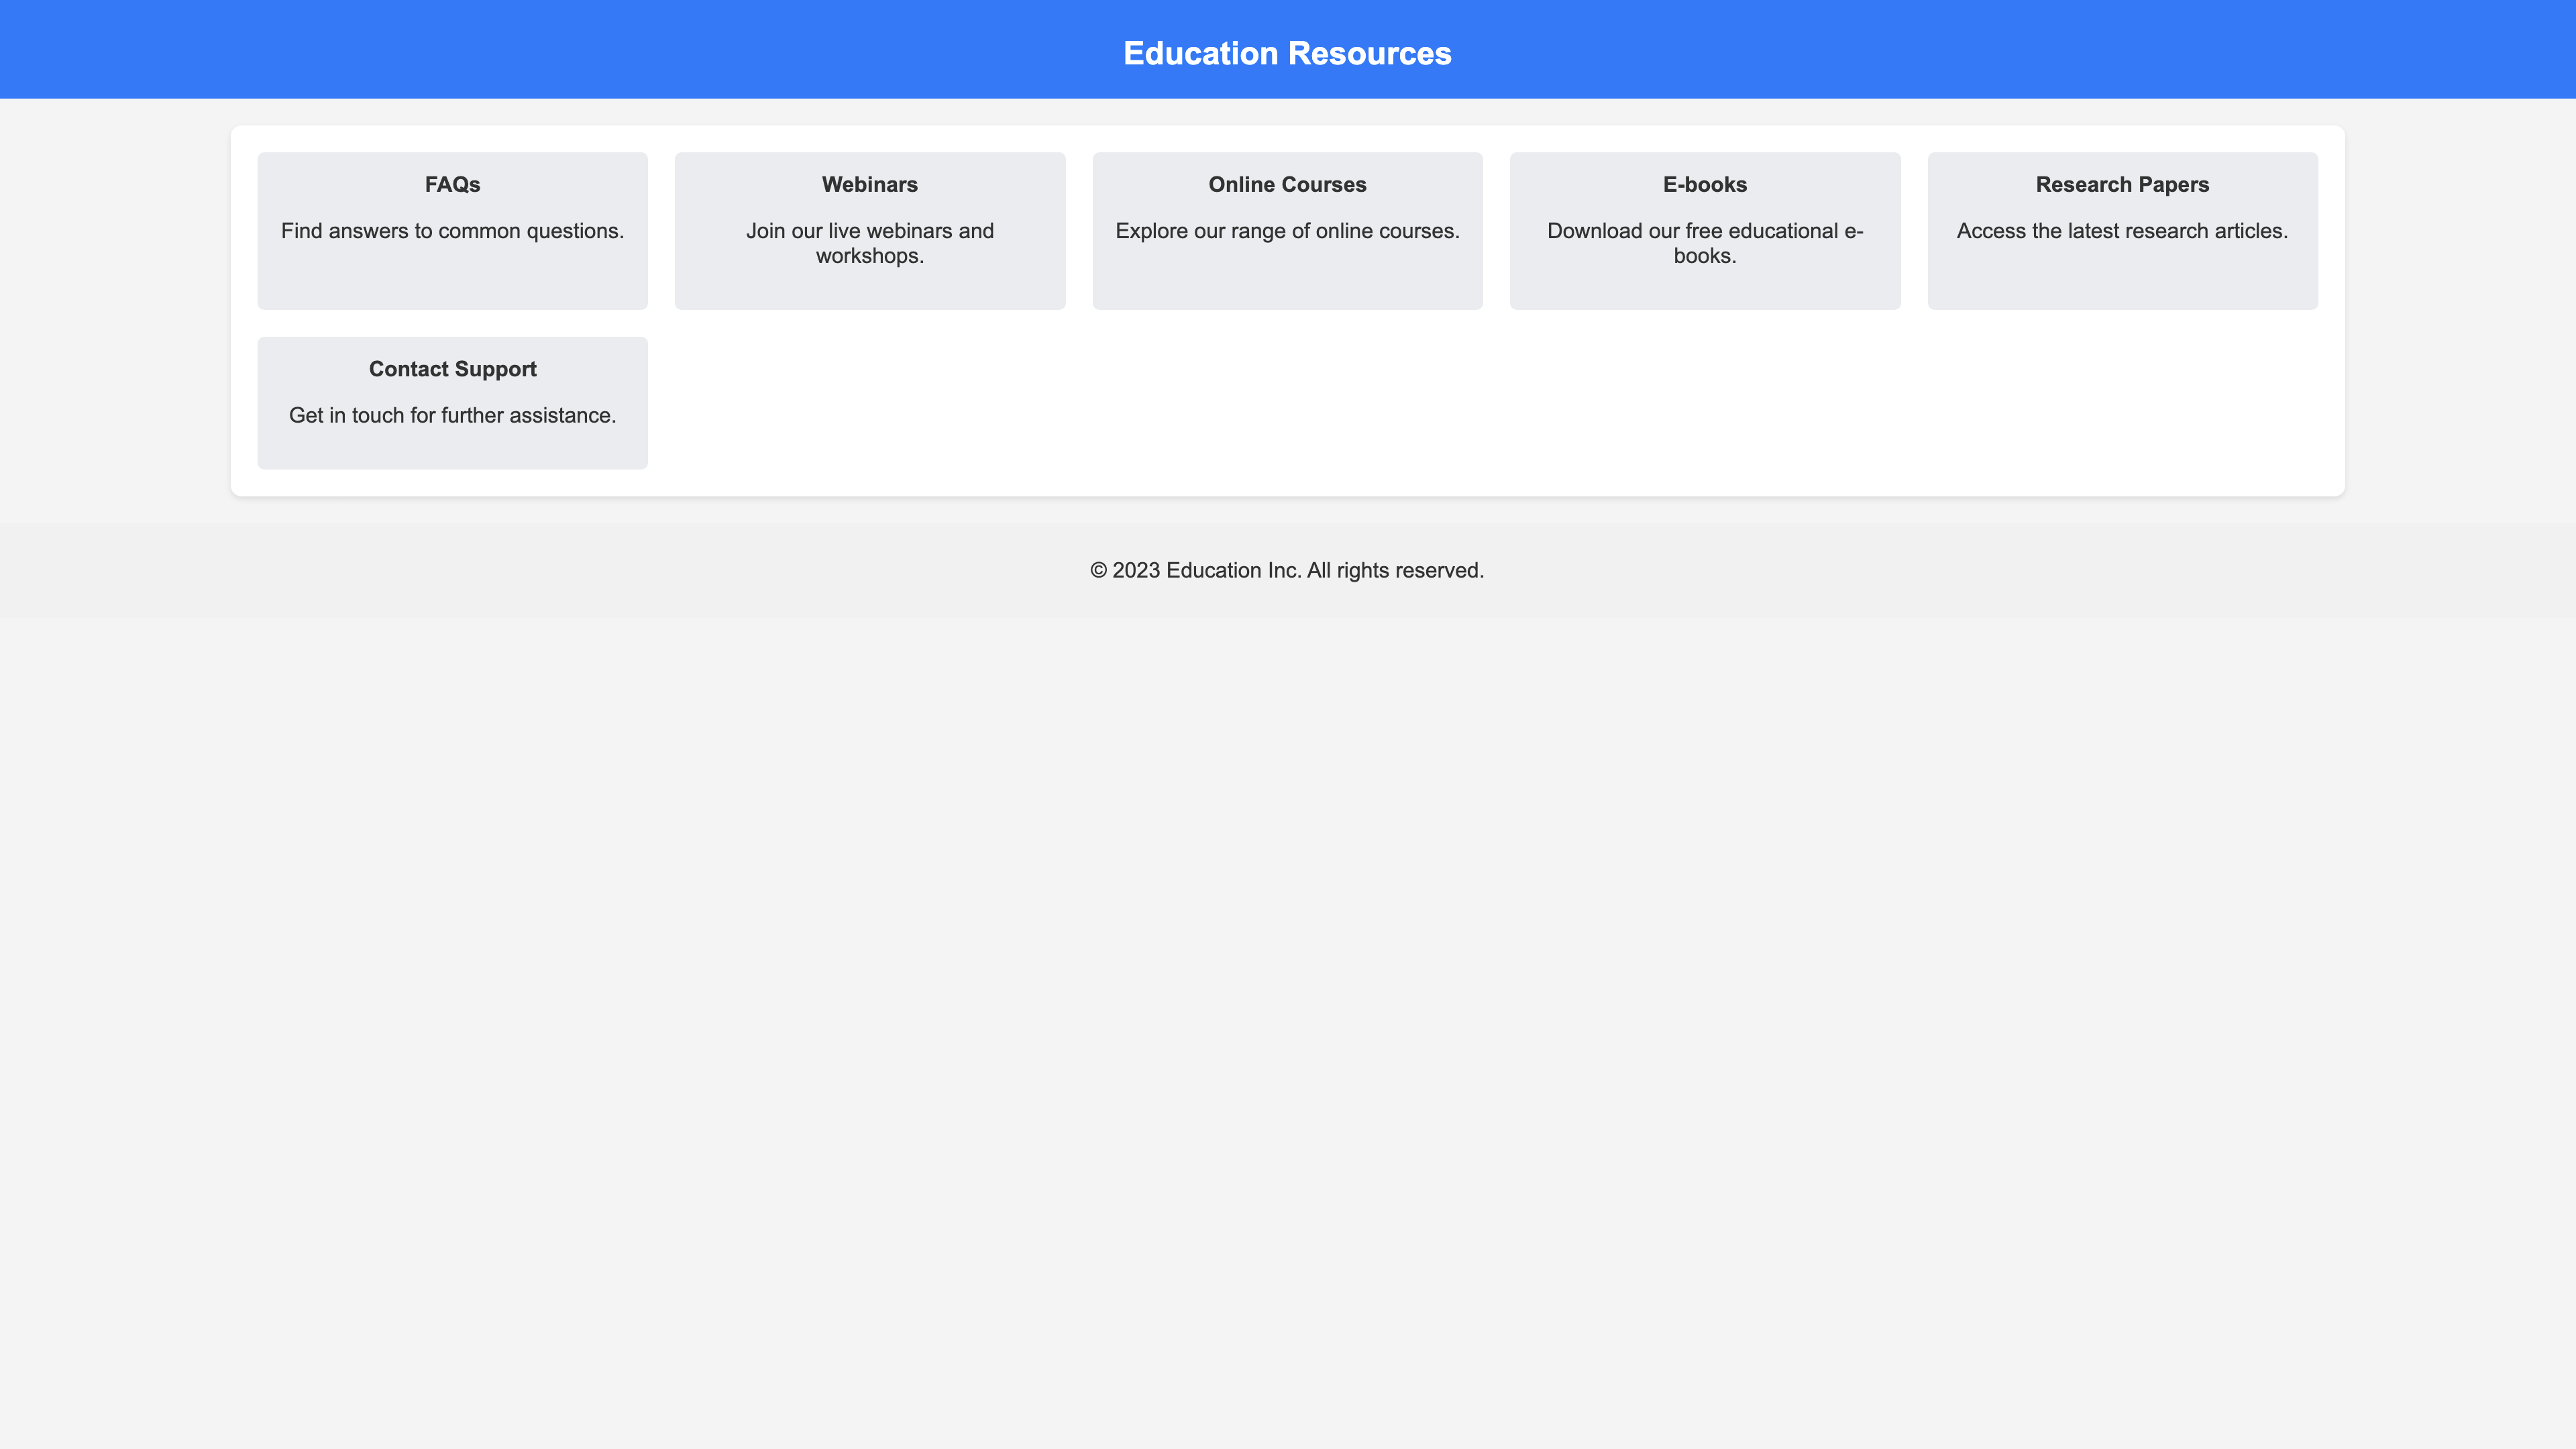 Education Resources
FAQs
Find answers to common questions.
Webinars
Join our live webinars and
workshops.
Online Courses
Explore our range of online courses.
E-books
Download our free educational e-
books.
Research Papers
Access the latest research articles.
Contact Support
Get in touch for further assistance.
© 2023 Education Inc. All rights reserved.